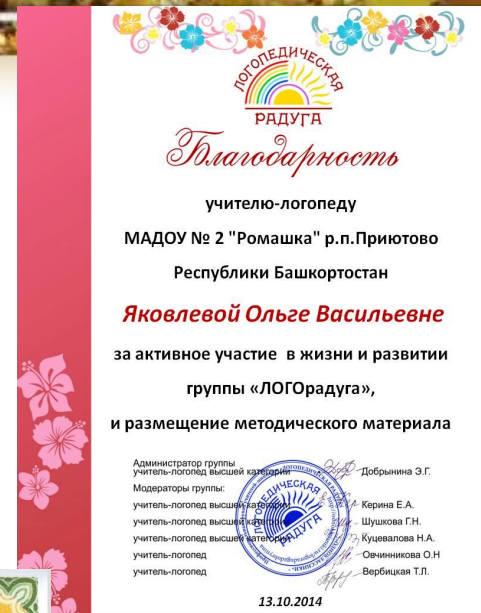 ЛОГОПЕДИЧЕСКАЯ
РАДУГА
Благодарность
учителю-логопеду
МАДОУ № 2 "Ромашка" р.п.Приютово
Республики Башкортостан
Яковлевой Ольге Васильевне
за активное участие в жизни и развитии
группы «ЛОГОрадуга»,
и размещение методического материала
Администратор группы
учитель-логопед высшей категории Добрынина Э.Г.
Модераторы группы:
учитель-логопед высшей категории Керина Е.А.
учитель-логопед высшей категории Шушкова Г.Н.
учитель-логопед высшей категории Куцевалова Н.А.
учитель-логопед Овчинникова О.Н
учитель-логопед Вербицкая Т.Л.
ЛОГОПЕДИЧЕСКАЯ
РАДУГА
13.10.2014